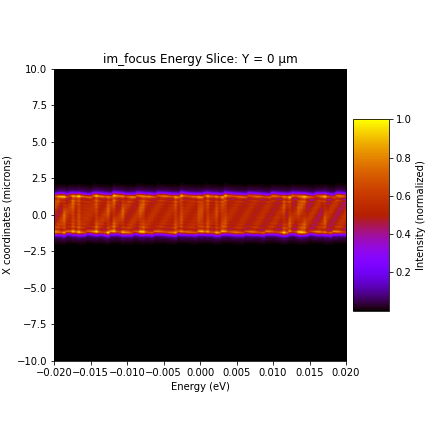 im_focus Energy Slice: Y = 0 μm
10.0
7.5
5.0
2.5
0.0
−2.5
−5.0
−7.5
−10.0
X coordinates (microns)
−0.020 −0.015 −0.010 −0.005 0.000 0.005 0.010 0.015 0.020
Energy (eV)
1.0
0.8
0.6
0.4
0.2
Intensity (normalized)